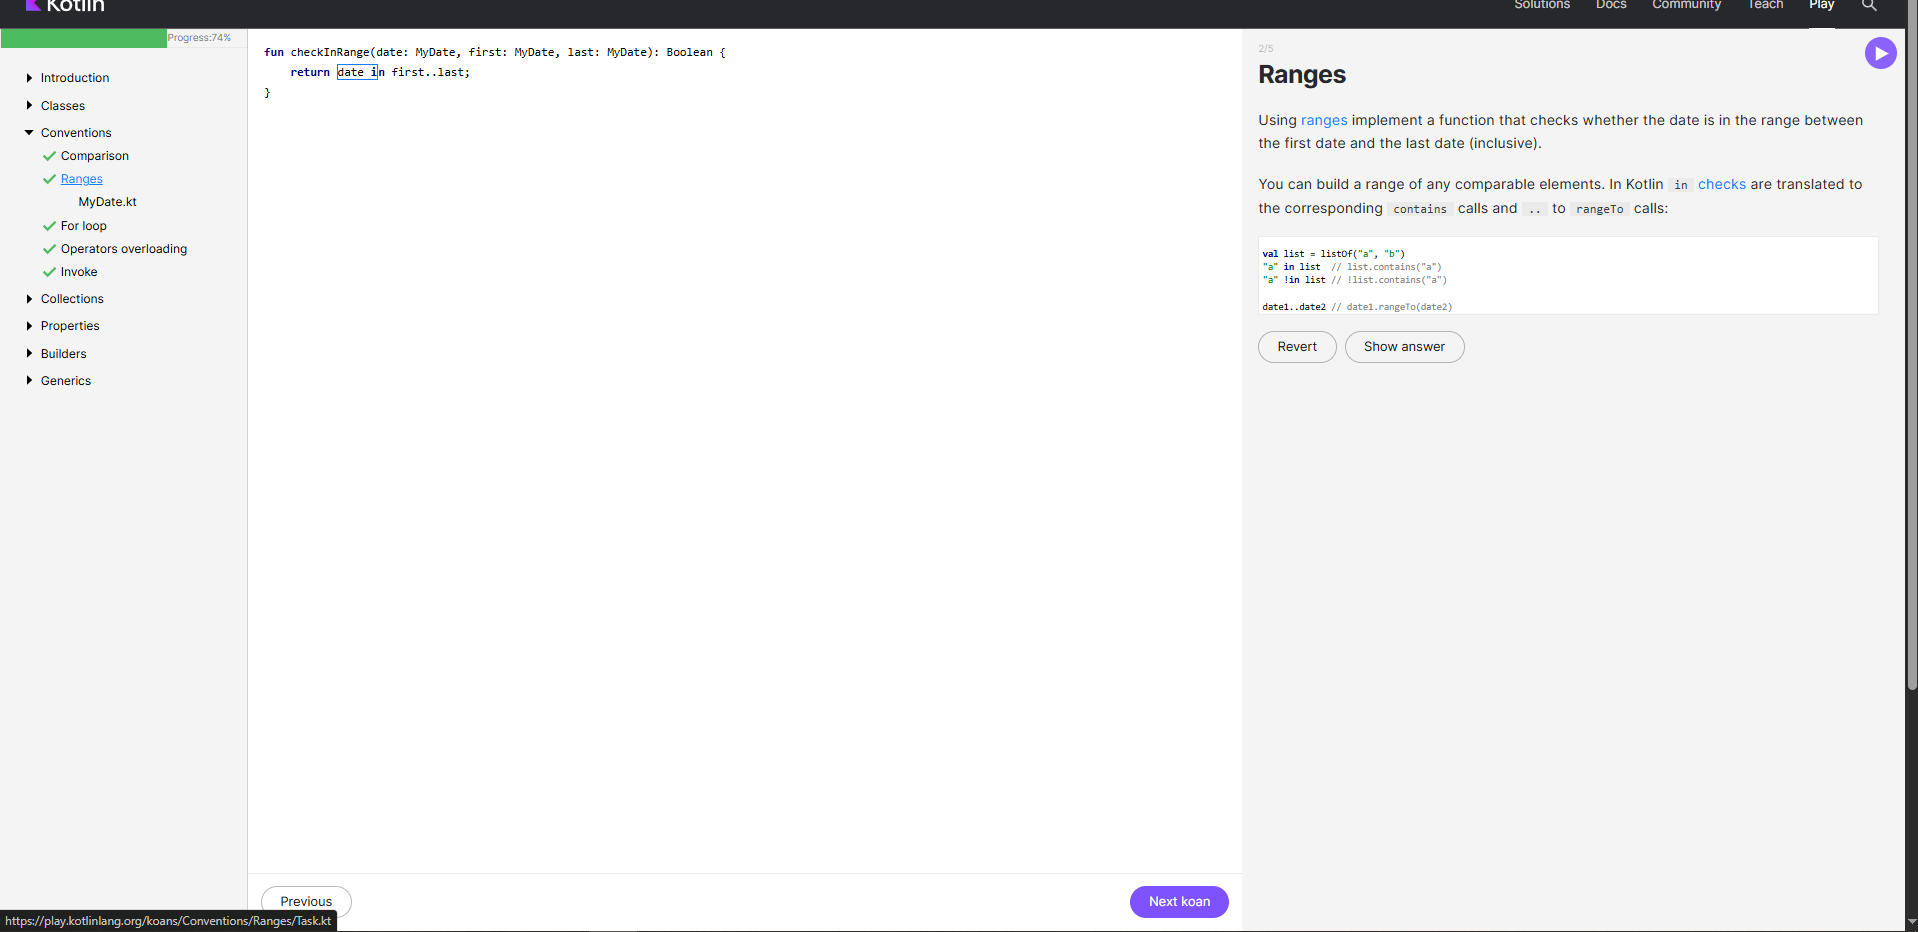 Kotlin
Solutions Docs Community Teach Play
Progress:74%
Introduction
Classes
Conventions
Comparison
Ranges
MyDate.kt
For loop
Operators overloading
Invoke
Collections
Properties
Builders
Generics
fun checkInRange(date: MyDate, first: MyDate, last: MyDate): Boolean {
    return date in first..last;
}
Previous
Next koan
2/5
Ranges
Using ranges implement a function that checks whether the date is in the range between
the first date and the last date (inclusive).
You can build a range of any comparable elements. In Kotlin in checks are translated to
the corresponding contains calls and .. to rangeTo calls:
val list = listOf("a", "b")
"a" in list  // list.contains("a")
"a" !in list // !list.contains("a")
date1..date2 // date1.rangeTo(date2)
Revert
Show answer
https://play.kotlinlang.org/koans/Conventions/Ranges/Task.kt